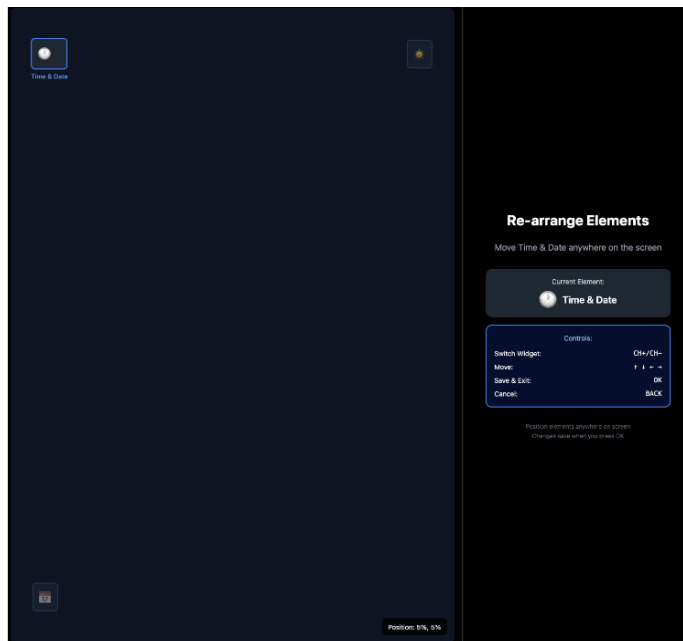 Time & Date
Position: 5%, 5%
Re-arrange Elements
Move Time & Date anywhere on the screen
Current Element:
Time & Date
Controls:
Switch Widget: CH+/CH-
Move: ↑ ↓ ← →
Save & Exit: OK
Cancel: BACK
Position elements anywhere on screen
Changes save when you press OK